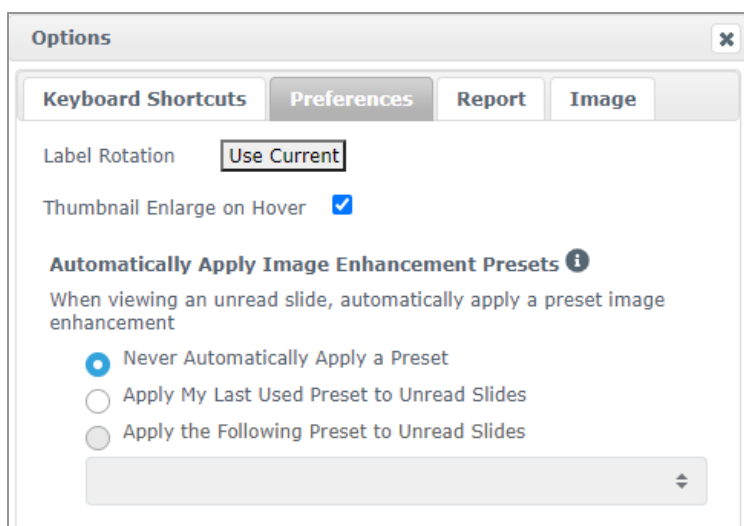 Options
Keyboard Shortcuts Preferences Report Image
Label Rotation Use Current
Thumbnail Enlarge on Hover
Automatically Apply Image Enhancement Presets
When viewing an unread slide, automatically apply a preset image
enhancement
Never Automatically Apply a Preset
Apply My Last Used Preset to Unread Slides
Apply the Following Preset to Unread Slides